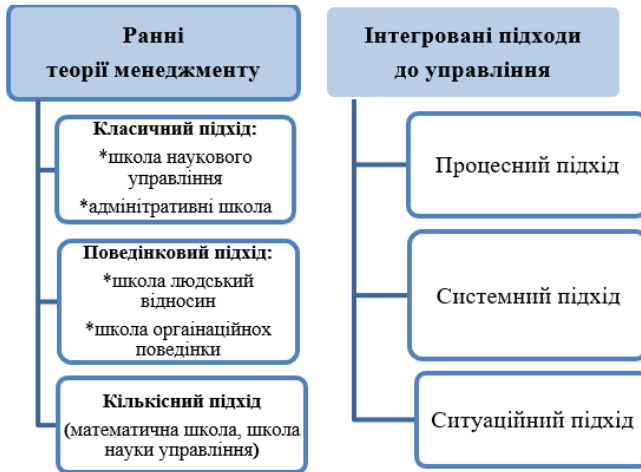 Ранні
теорії менеджменту
Класичний підхід:
*школа наукового
управління
*адмінітративні школа
Поведінковий підхід:
*школа людський
відносин
*школа оргаінаційнох
поведінки
Кількісний підхід
(математична школа, школа
науки управління)
Інтегровані підходи
до управління
Процесний підхід
Системний підхід
Ситуаційний підхід